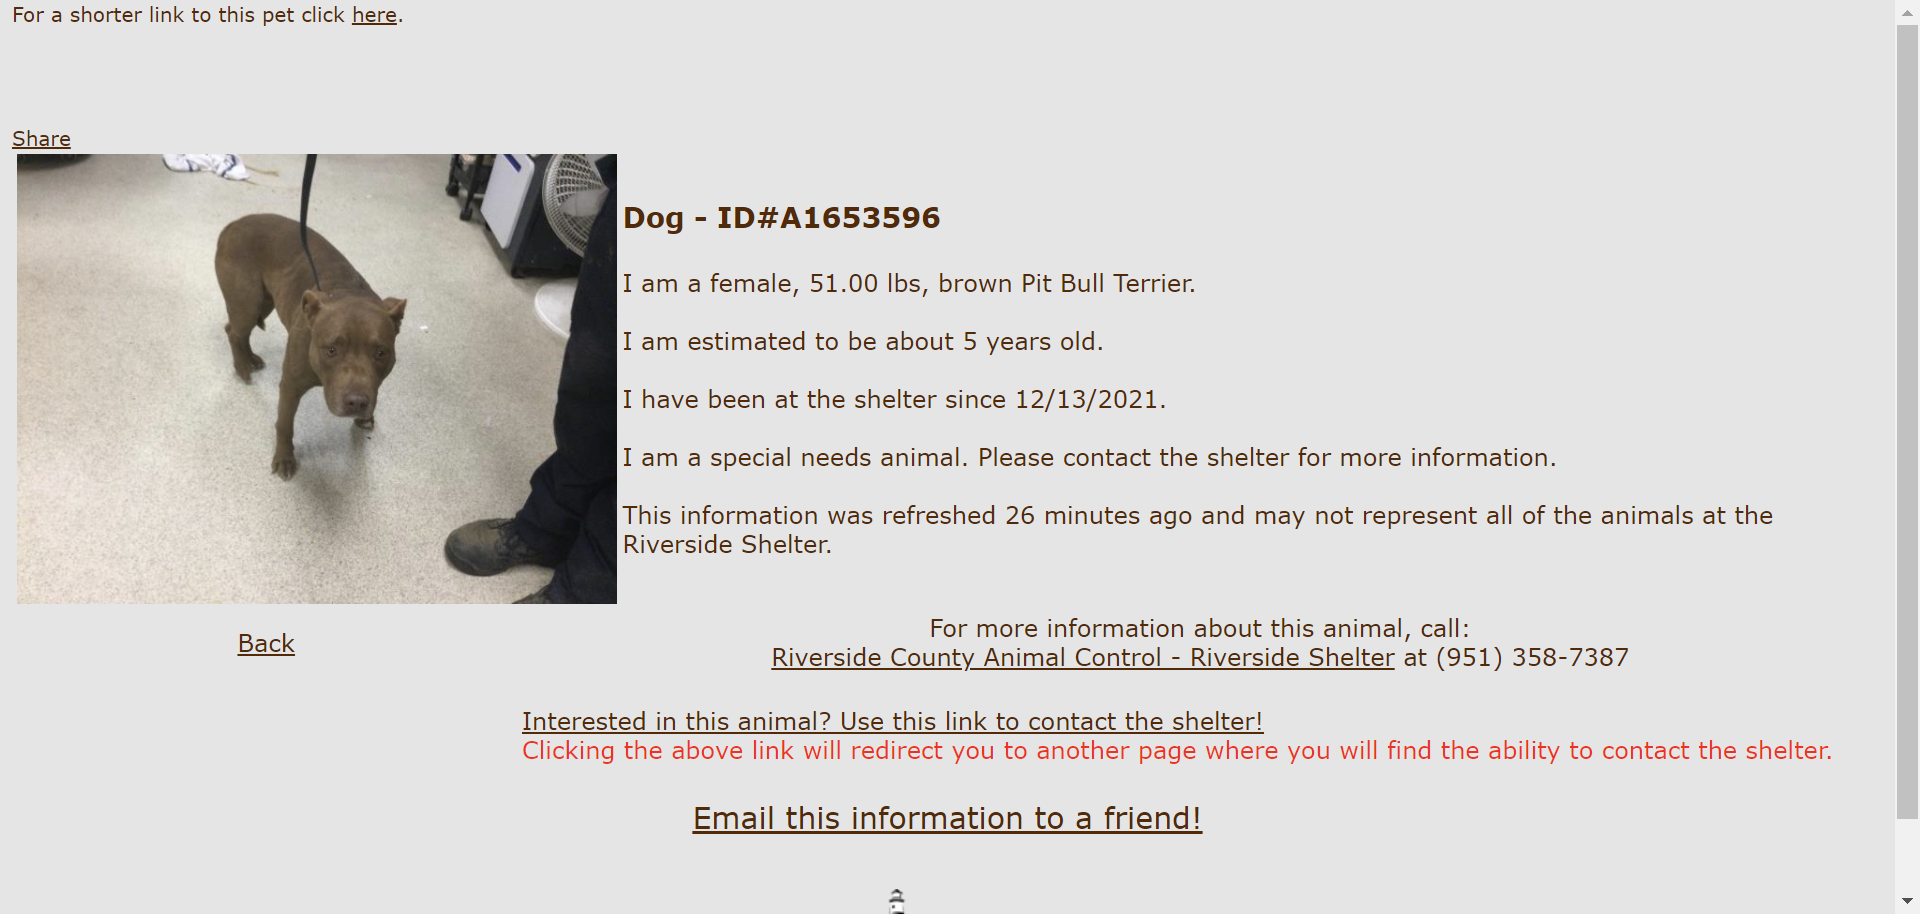 For a shorter link to this pet click here.
Share
Dog - ID#A1653596
I am a female, 51.00 lbs, brown Pit Bull Terrier.
I am estimated to be about 5 years old.
I have been at the shelter since 12/13/2021.
I am a special needs animal. Please contact the shelter for more information.
This information was refreshed 26 minutes ago and may not represent all of the animals at the
Riverside Shelter.
Back
For more information about this animal, call:
Riverside County Animal Control - Riverside Shelter at (951) 358-7387
Interested in this animal? Use this link to contact the shelter!
Clicking the above link will redirect you to another page where you will find the ability to contact the shelter.
Email this information to a friend!